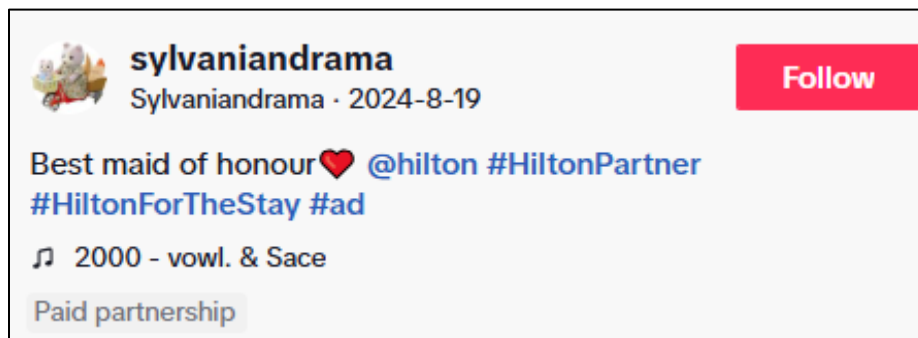 sylvaniandrama
Follow
Sylvaniandrama · 2024-8-19
Best maid of honour❤️ @hilton #HiltonPartner
#HiltonForTheStay #ad
♫ 2000 - vowl. & Sace
Paid partnership